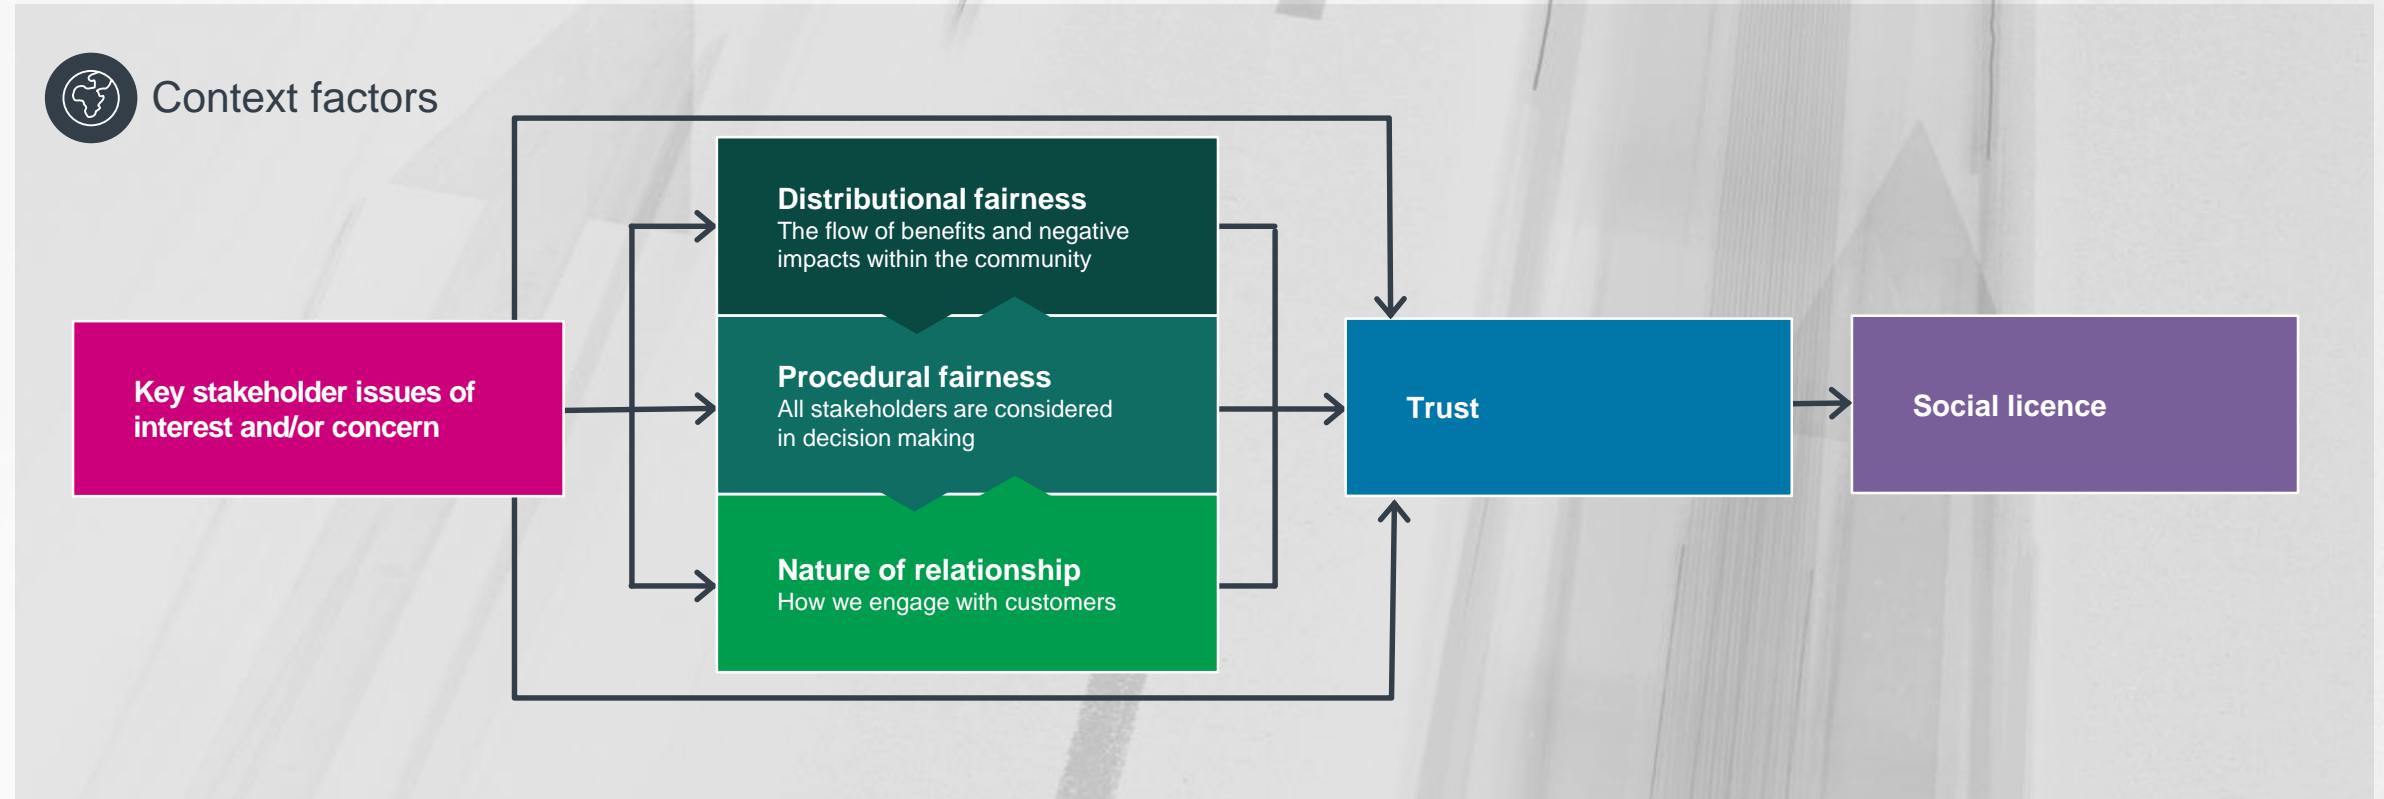 Context factors
Distributional fairness
The flow of benefits and negative
impacts within the community
Key stakeholder issues of
interest and/or concern
Procedural fairness
All stakeholders are considered
in decision making
Trust
Social licence
Nature of relationship
How we engage with customers